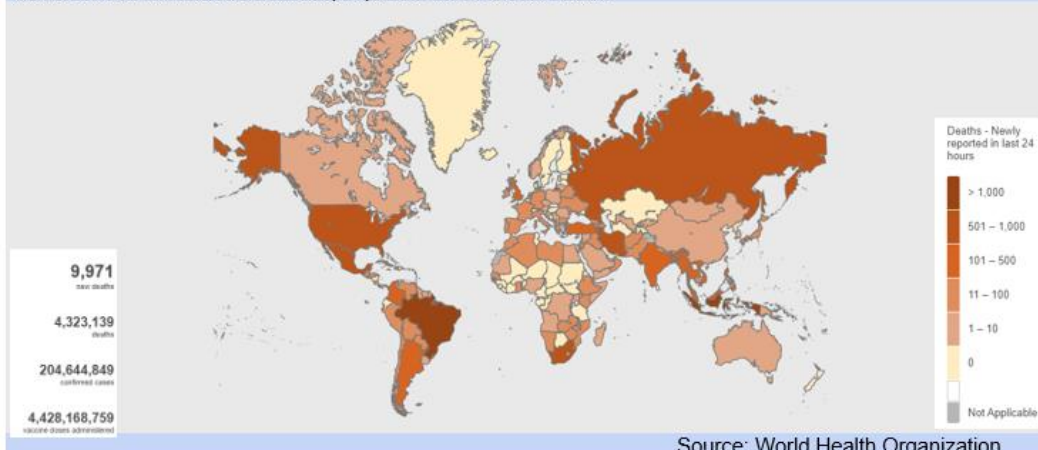 9,971
new deaths
4,323,139
deaths
204,644,849
confirmed cases
4,428,168,759
vaccine doses administered
Deaths - Newly
reported in last 24
hours
> 1,000
501 – 1,000
101 – 500
11 – 100
1 – 10
0
Not Applicable
Source: World Health Organization